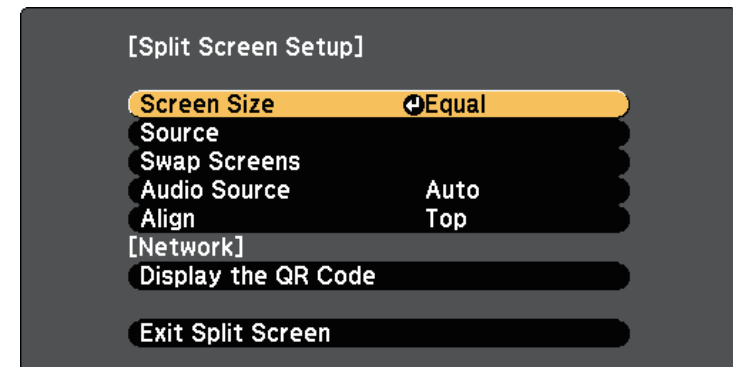 [Split Screen Setup]
Screen Size Equal
Source
Swap Screens
Audio Source Auto
Align Top
[Network]
Display the QR Code
Exit Split Screen